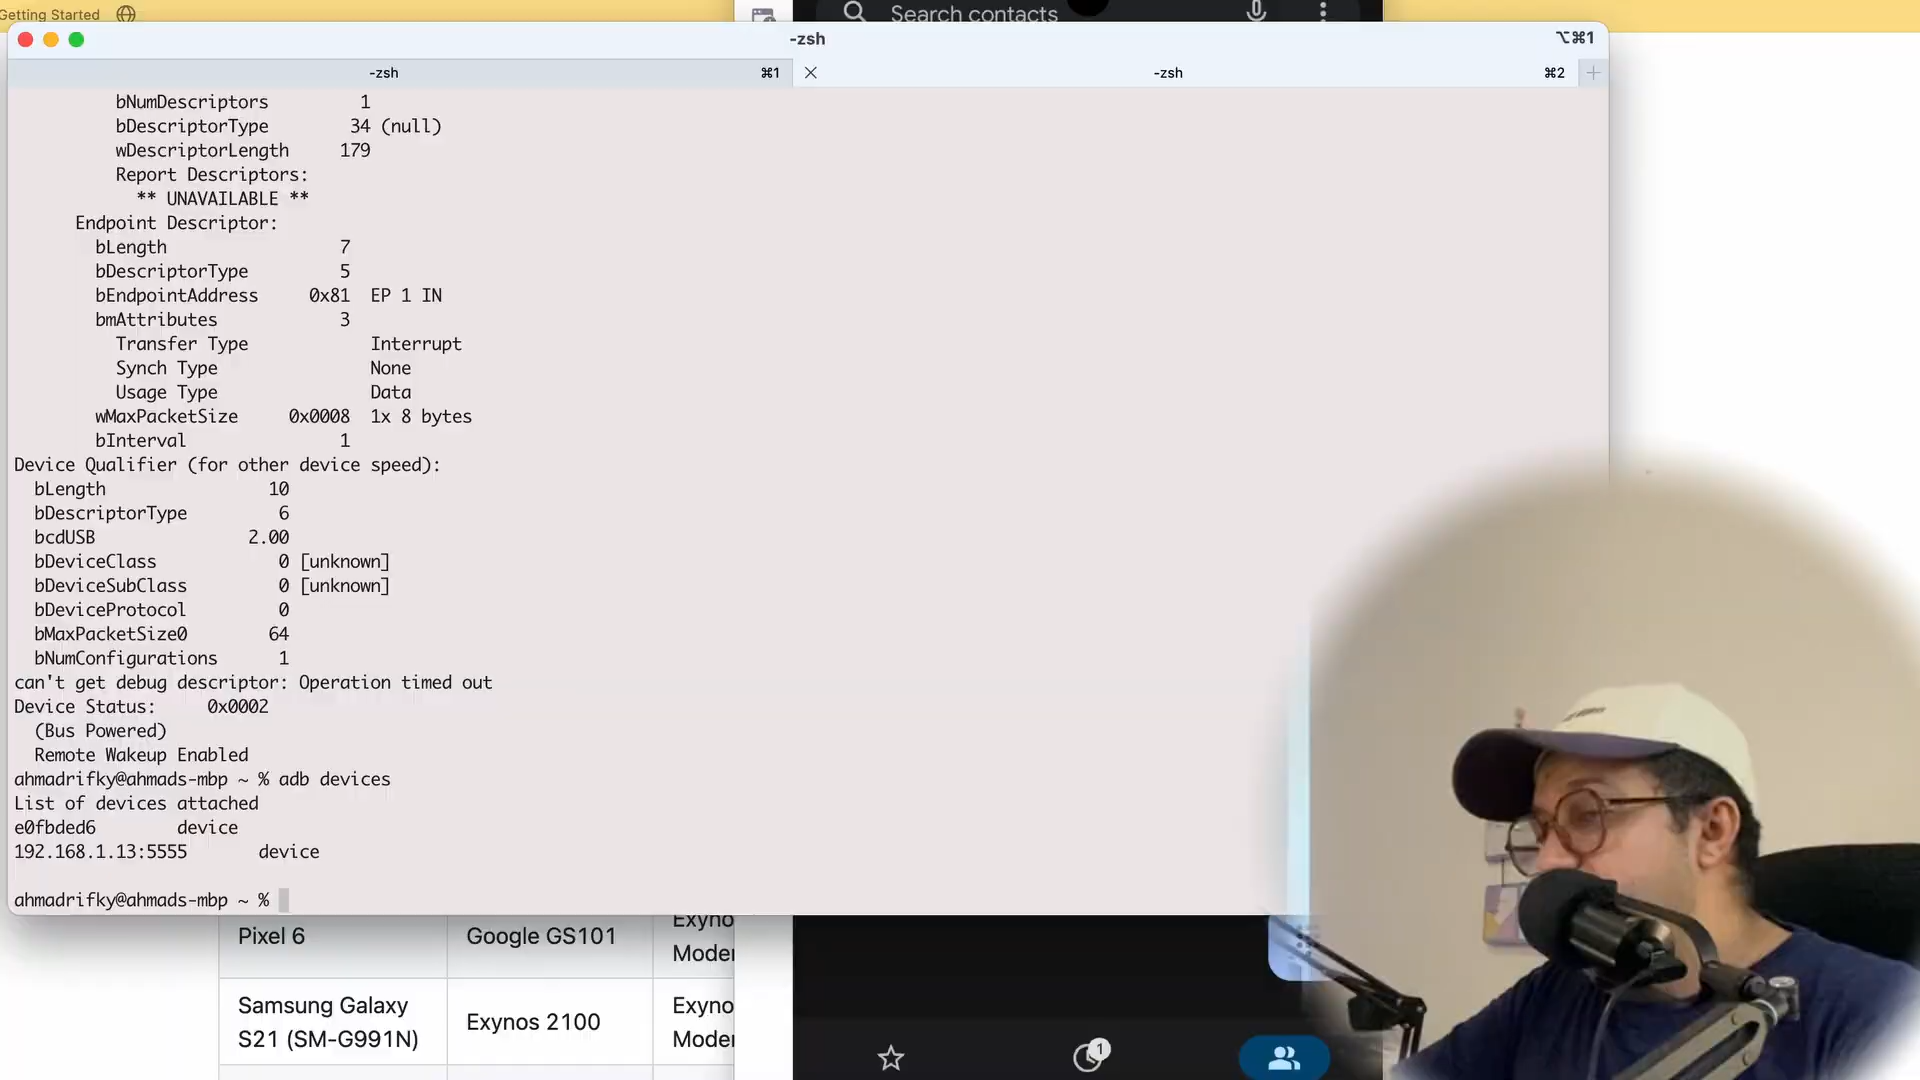 Getting Started
Search contacts
-zsh
⌥⌘1
-zsh ⌘1
-zsh ⌘2
bNumDescriptors 1
bDescriptorType 34 (null)
wDescriptorLength 179
Report Descriptors:
** UNAVAILABLE **
Endpoint Descriptor:
bLength 7
bDescriptorType 5
bEndpointAddress 0x81 EP 1 IN
bmAttributes 3
Transfer Type Interrupt
Synch Type None
Usage Type Data
wMaxPacketSize 0x0008 1x 8 bytes
bInterval 1
Device Qualifier (for other device speed):
bLength 10
bDescriptorType 6
bcdUSB 2.00
bDeviceClass 0 [unknown]
bDeviceSubClass 0 [unknown]
bDeviceProtocol 0
bMaxPacketSize0 64
bNumConfigurations 1
can't get debug descriptor: Operation timed out
Device Status: 0x0002
(Bus Powered)
Remote Wakeup Enabled
ahmadrifky@ahmads-mbp ~ % adb devices
List of devices attached
e0fbded6 device
192.168.1.13:5555 device
ahmadrifky@ahmads-mbp ~ %
Pixel 6
Google GS101
Samsung Galaxy
S21 (SM-G991N)
Exynos 2100
1